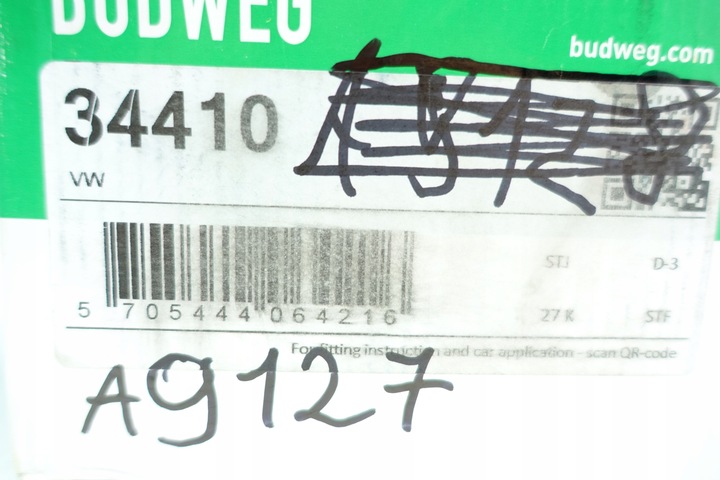 BUDWEG
budweg.com
34410
VW
STJ D-3
5 705444 064216
27 K STF
For fitting instruction and car application - scan QR-code
A9127